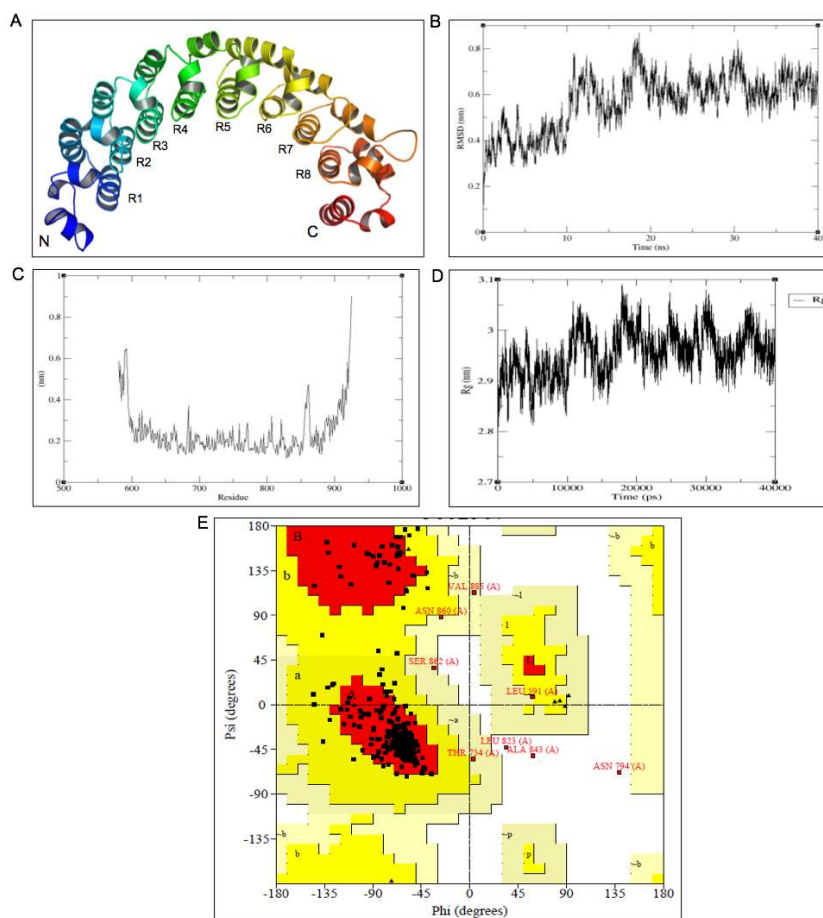 A
R1
R2
R3
R4
R5
R6
R7
R8
N
C
B
RMSD (nm)
0.8
0.6
0.4
0.2
0
0
10
20
30
40
Time (ns)
C
(nm)
1
0.8
0.6
0.4
0.2
0
500
600
700
800
900
1000
Residue
D
Rg (nm)
3.1
3
2.9
2.8
2.7
0
10000
20000
30000
40000
Time (ps)
Rg
E
B
b
~b
~b
b
VAL 885 (A)
~l
ASN 860 (A)
l
SER 862 (A)
L
a
A
LEU 591 (A)
~a
LEU 823 (A)
THR 734 (A)
ALA 843 (A)
ASN 794 (A)
~b
b
~p
p
~b
Psi (degrees)
180
135
90
45
0
-45
-90
-135
-180
-135
-90
-45
0
45
90
135
180
Phi (degrees)